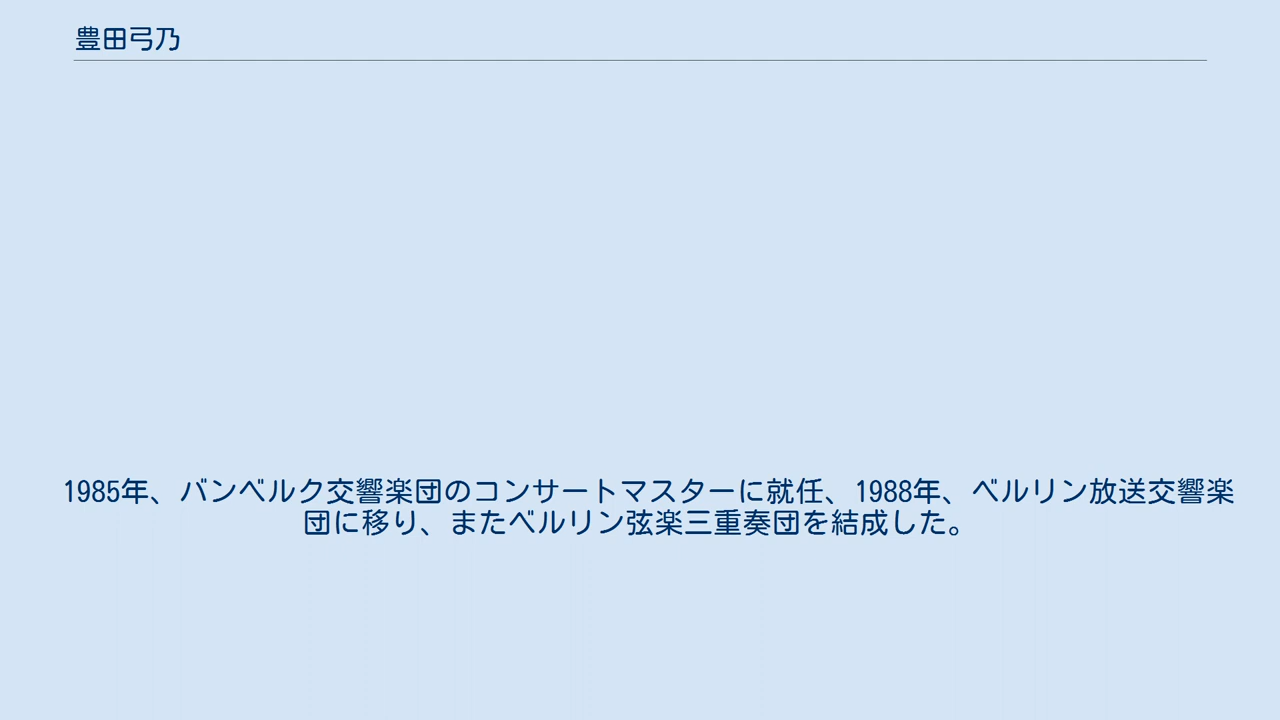 豊田弓乃
1985年、バンベルク交響楽団のコンサートマスターに就任、1988年、ベルリン放送交響楽
団に移り、またベルリン弦楽三重奏団を結成した。